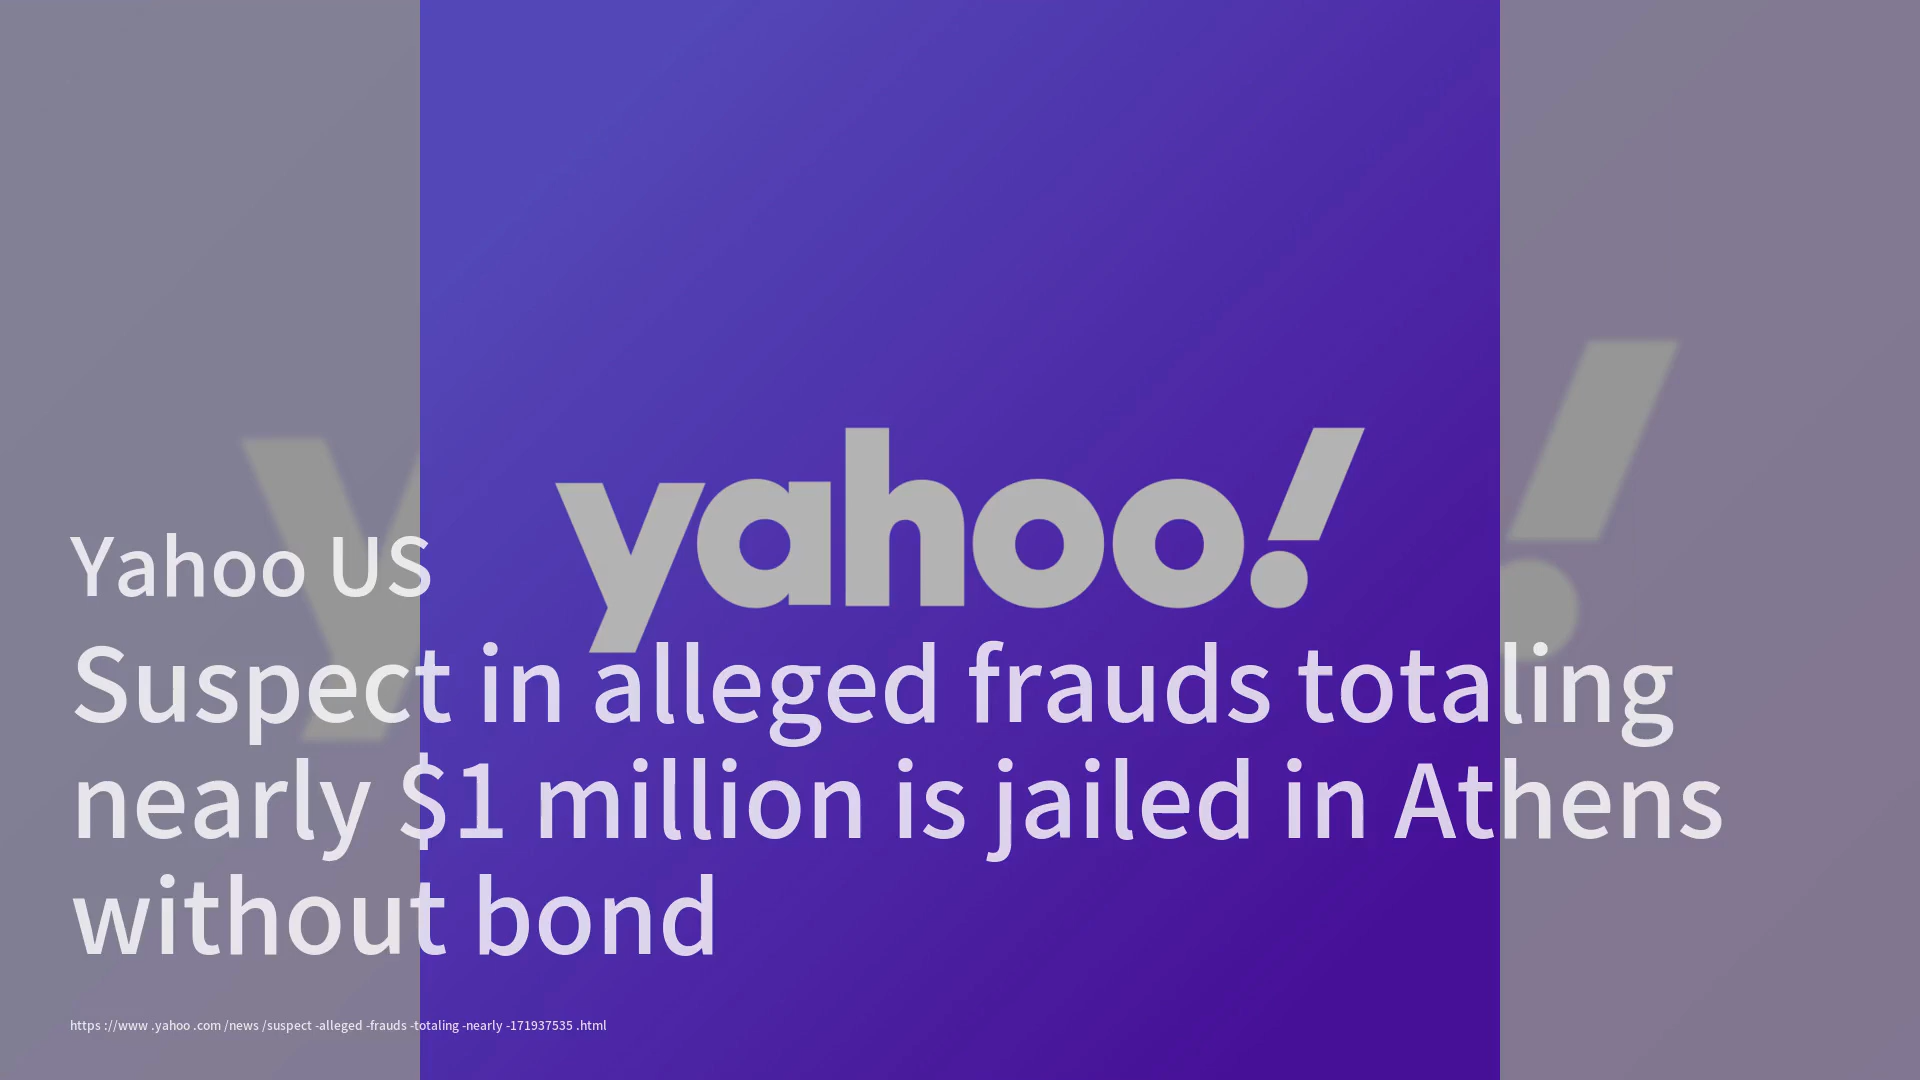 yahoo!
Yahoo US
Suspect in alleged frauds totaling
nearly $1 million is jailed in Athens
without bond
https ://www .yahoo .com /news /suspect -alleged -frauds -totaling -nearly -171937535 .html